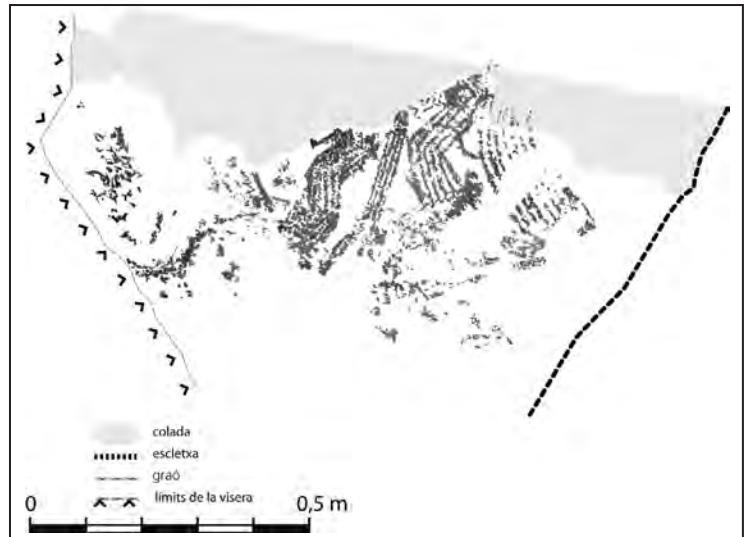 colada
escletxa
graó
límits de la visera
0 0,5 m